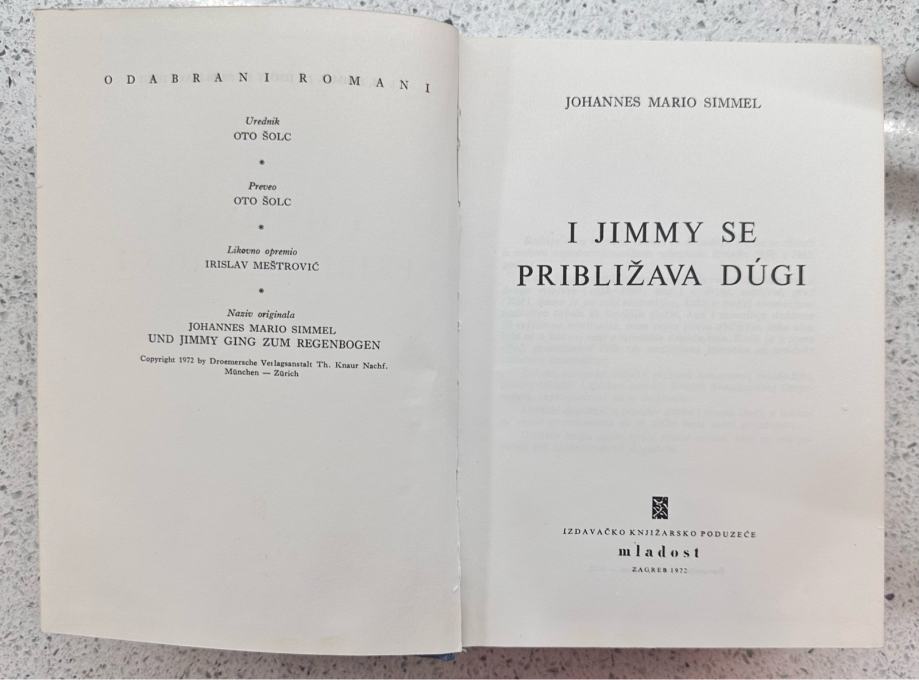 ODABRANI ROMANI
Urednik
OTO ŠOLC
*
Preveo
OTO ŠOLC
*
Likovno opremio
IRISLAV MEŠTROVIĆ
*
Naziv originala
JOHANNES MARIO SIMMEL
UND JIMMY GING ZUM REGENBOGEN
Copyright 1972 by Droemersche Verlagsanstalt Th. Knaur Nachf.
München — Zürich
JOHANNES MARIO SIMMEL
I JIMMY SE
PRIBLIŽAVA DÚGI
IZDAVAČKO KNJIŽARSKO PODUZEĆE
mladost
ZAGREB 1972